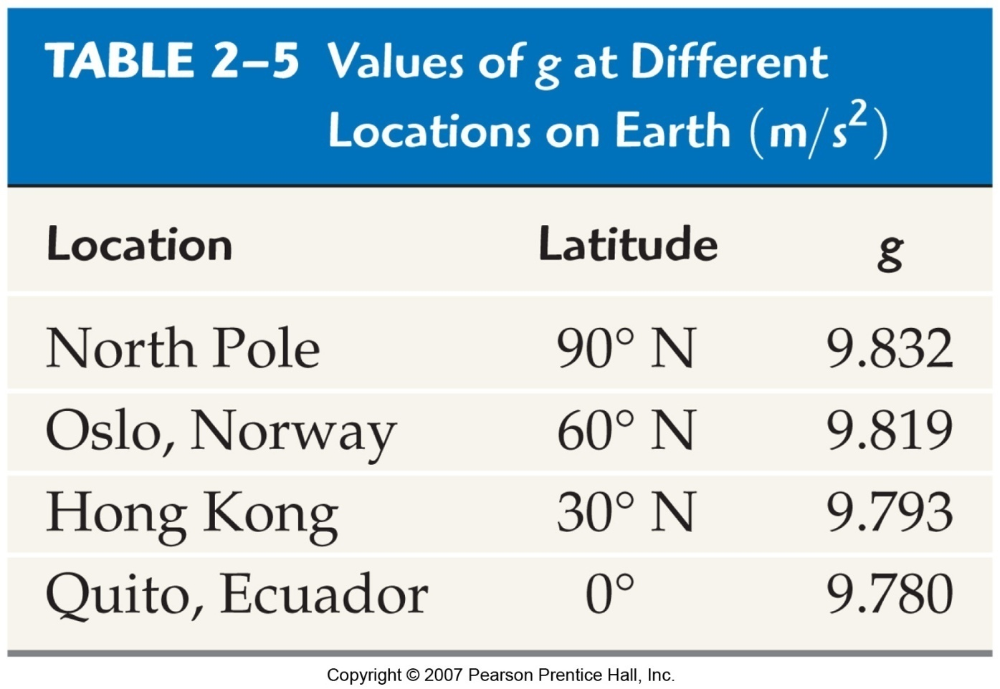 TABLE 2–5 Values of g at Different
Locations on Earth (m/s²)
Location Latitude g
North Pole 90° N 9.832
Oslo, Norway 60° N 9.819
Hong Kong 30° N 9.793
Quito, Ecuador 0° 9.780
Copyright © 2007 Pearson Prentice Hall, Inc.